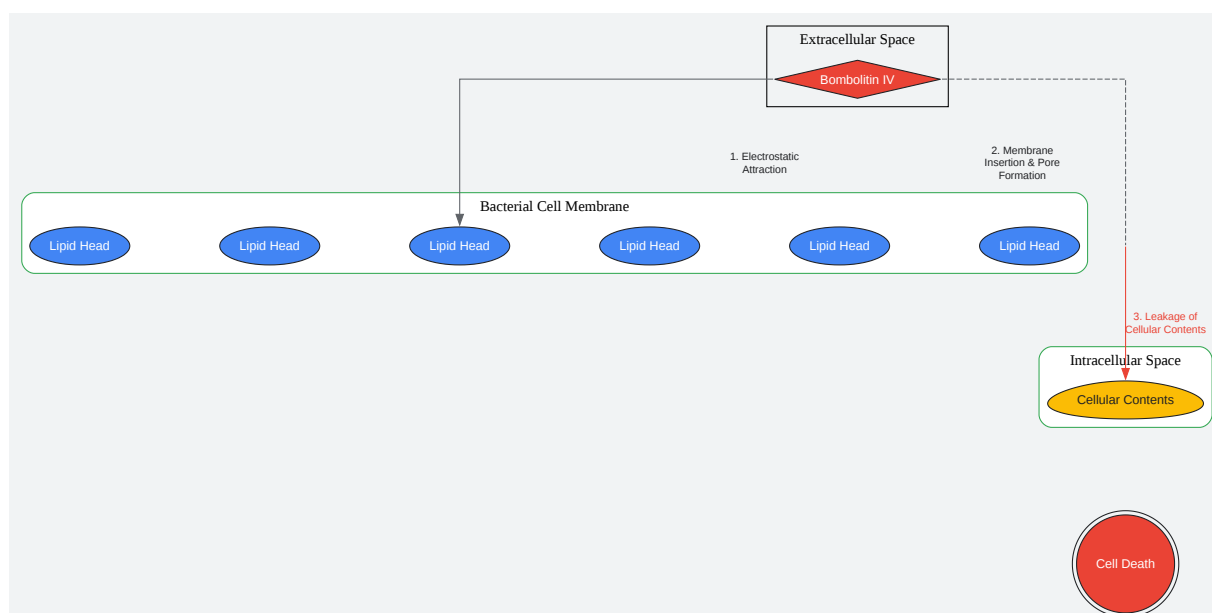 Extracellular Space
Bombolitin IV
1. Electrostatic
Attraction
2. Membrane
Insertion & Pore
Formation
Bacterial Cell Membrane
Lipid Head
Lipid Head
Lipid Head
Lipid Head
Lipid Head
Lipid Head
3. Leakage of
Cellular Contents
Intracellular Space
Cellular Contents
Cell Death